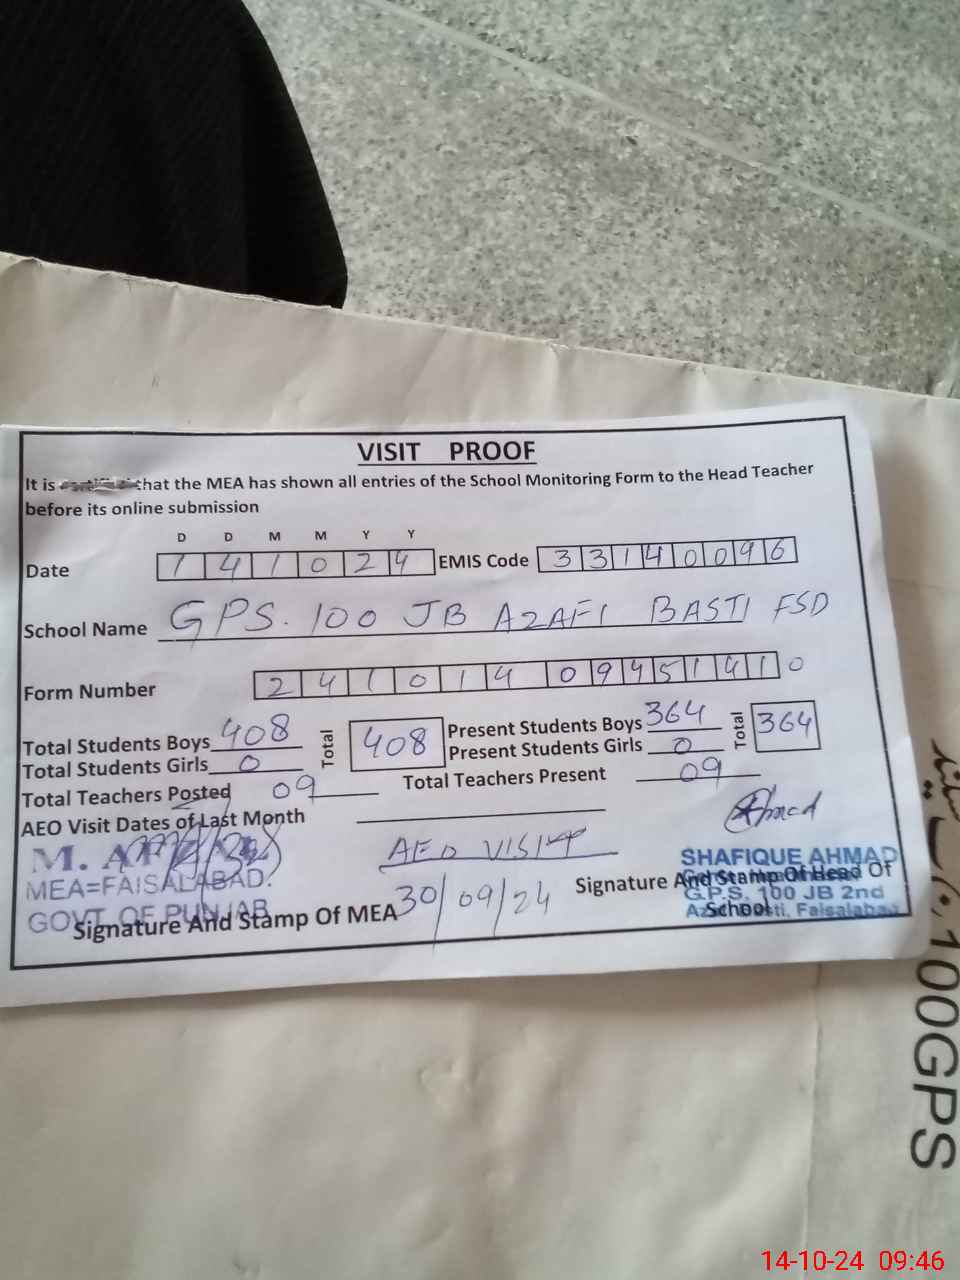 VISIT PROOF
It is that the MEA has shown all entries of the School Monitoring Form to the Head Teacher
before its online submission
D D M M Y Y
Date 1 4 1 0 2 4 EMIS Code 3 3 1 4 0 0 9 6
School Name GPS. 100 JB AZAFI BASTI FSD
Form Number 2 4 1 0 1 4 0 9 4 5 1 4 1 0
Total Students Boys 408 Total 408 Present Students Boys 364 Total 364
Total Students Girls 0 Present Students Girls 0
Total Teachers Posted 09 Total Teachers Present 09
AEO Visit Dates of Last Month
Ahmad
AEO VISIT
30/09/24
M.
MEA=FAISALABAD.
GOVT OF PUNJAB
Signature And Stamp Of MEA
SHAFIQUE AHMAD
Signature And Stamp Of Head Of
G.P.S. 100 JB 2nd
School
Basti, Faisalabad
100GPS
14-10-24 09:46